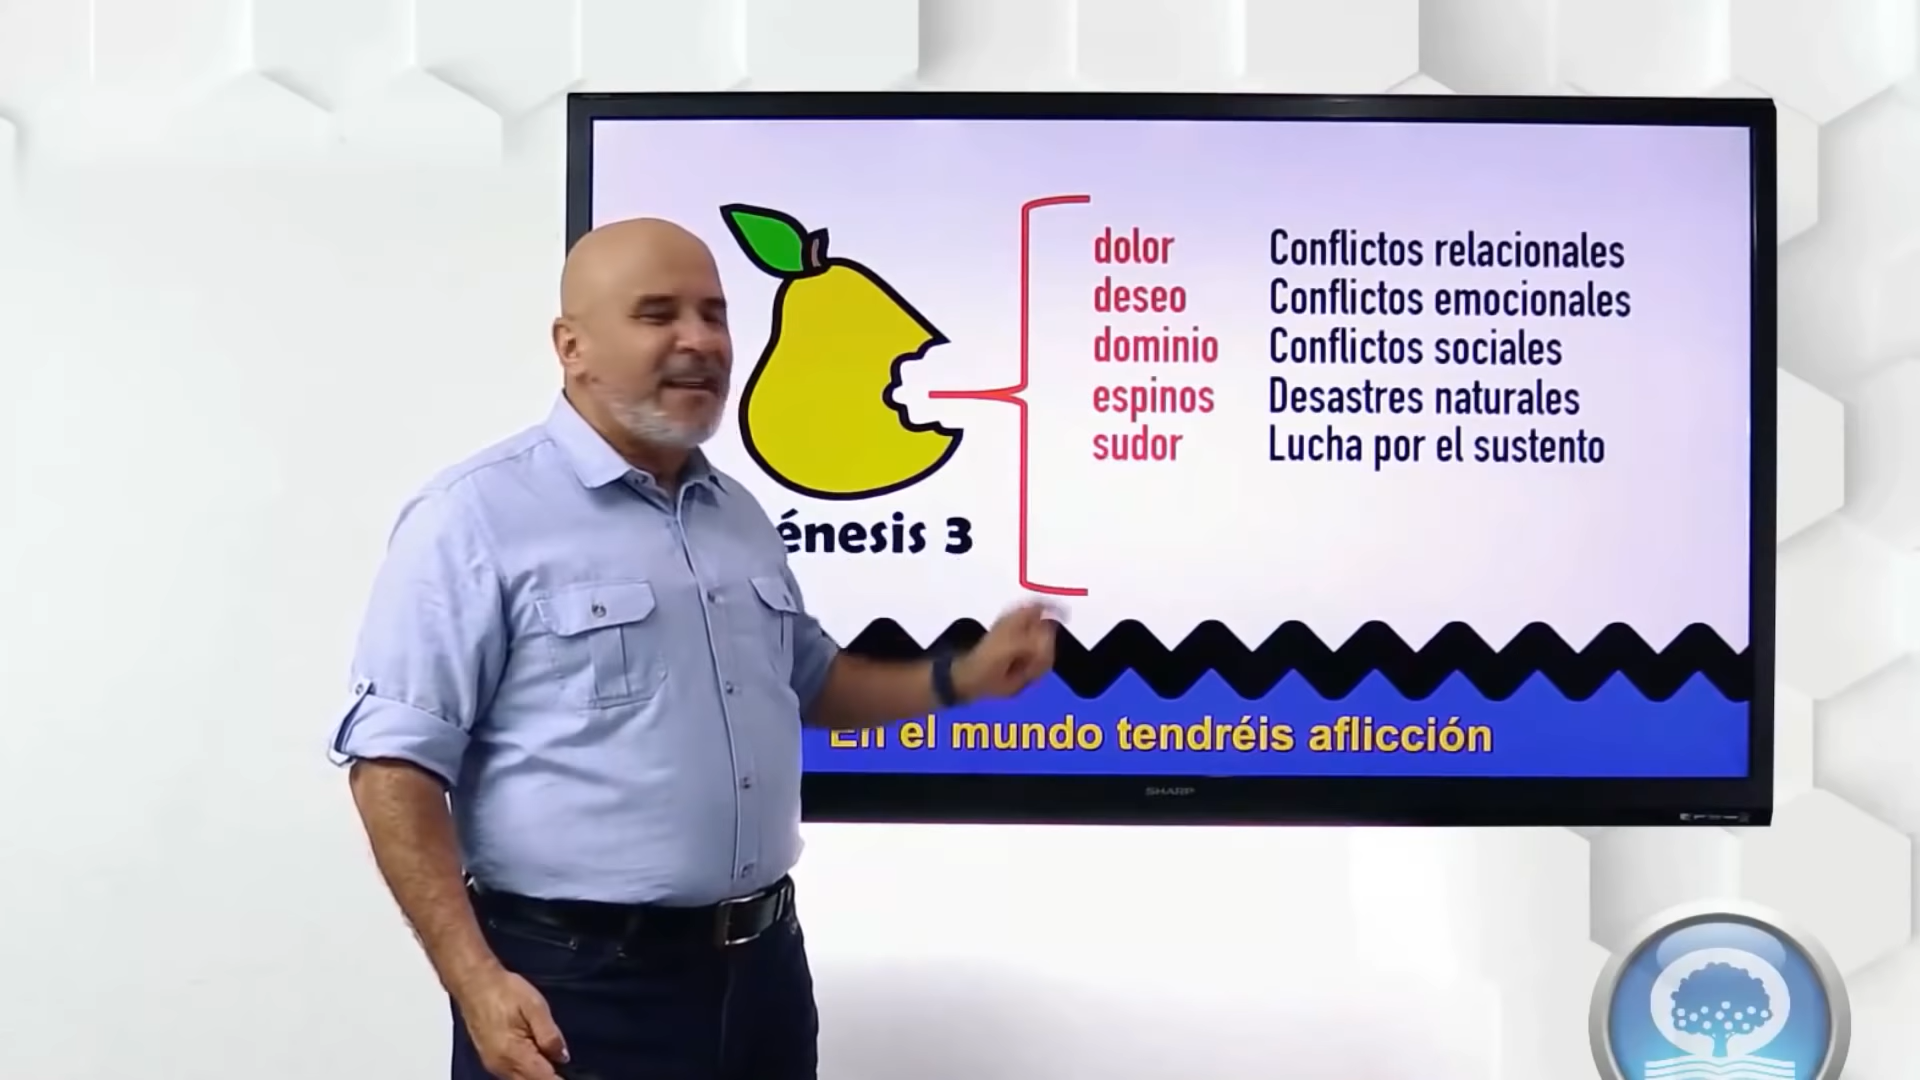 dolor Conflictos relacionales
deseo Conflictos emocionales
dominio Conflictos sociales
espinos Desastres naturales
sudor Lucha por el sustento
énesis 3
En el mundo tendréis aflicción
SHARP